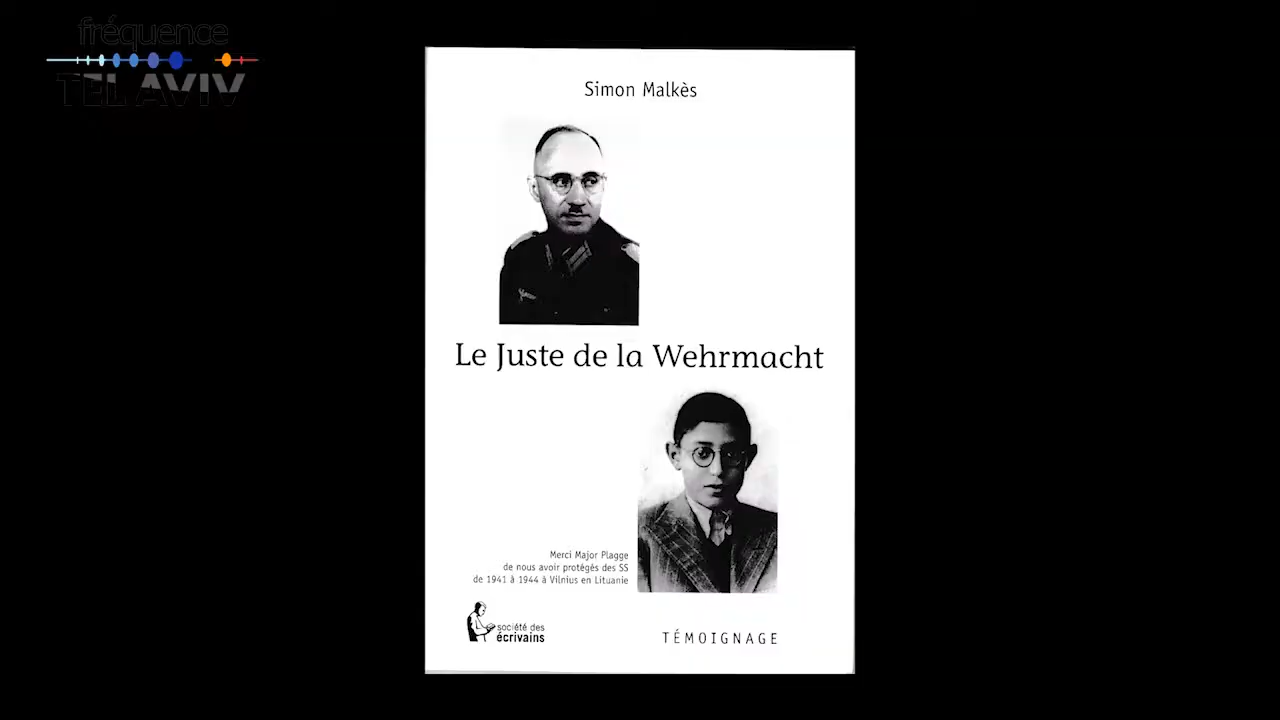 fréquence
TEL AVIV
Simon Malkès
Le Juste de la Wehrmacht
Merci Major Plagge
de nous avoir protégés des SS
de 1941 à 1944 à Vilnius en Lituanie
société des
écrivains
TÉMOIGNAGE